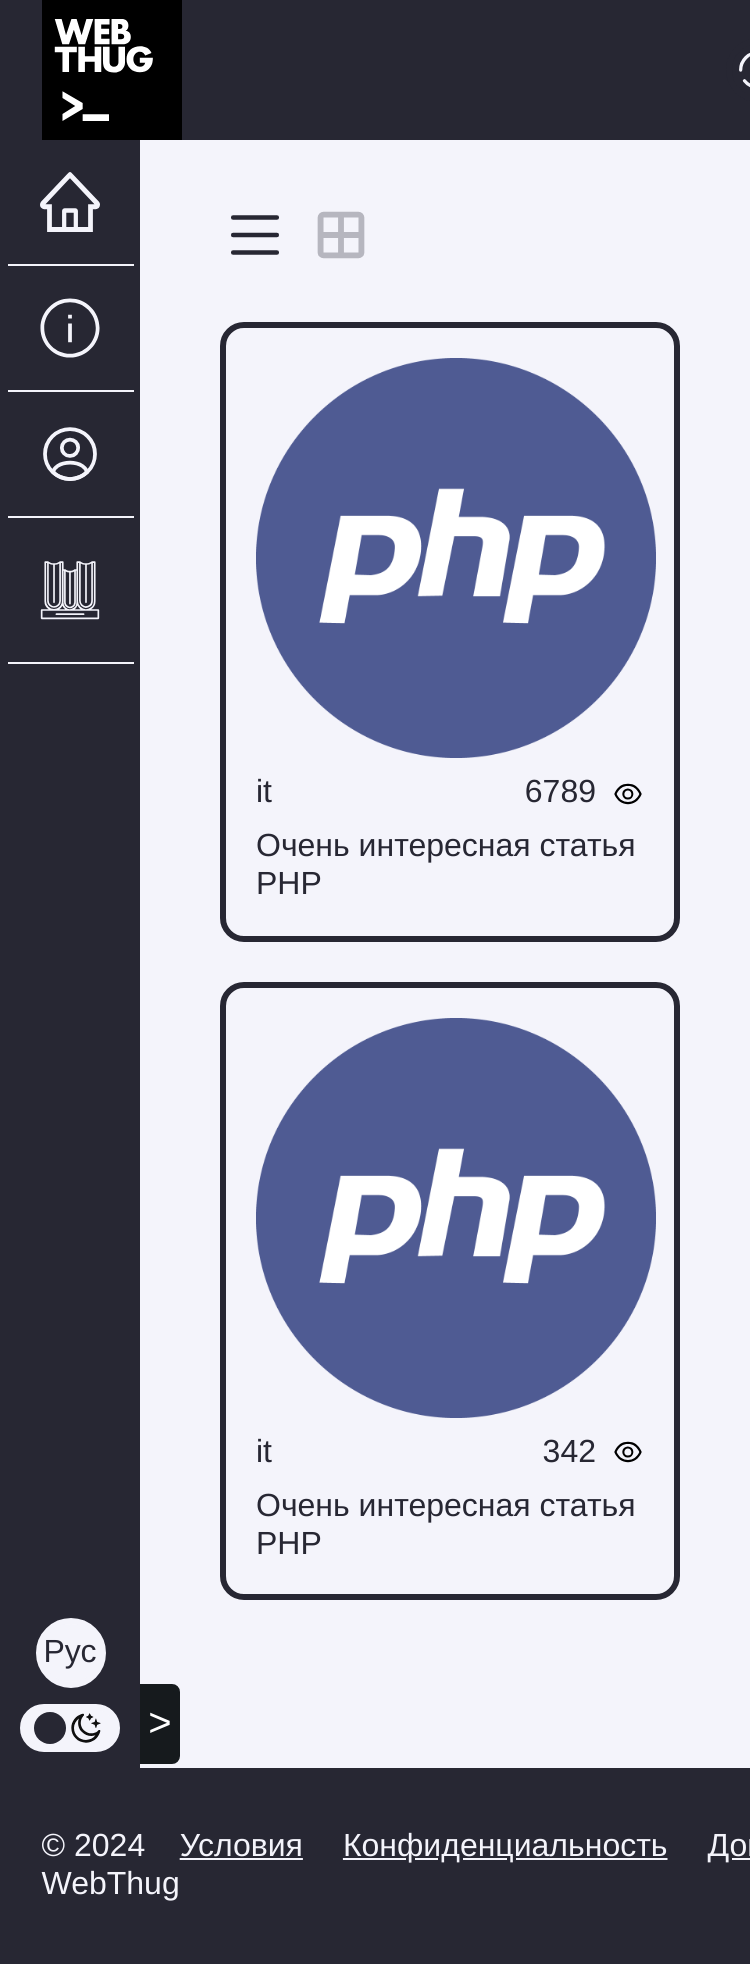 WEB
THUG
>_
php
it 6789
Очень интересная статья
PHP
php
it 342
Очень интересная статья
PHP
Рус
>
© 2024 Условия Конфиденциальность
WebThug